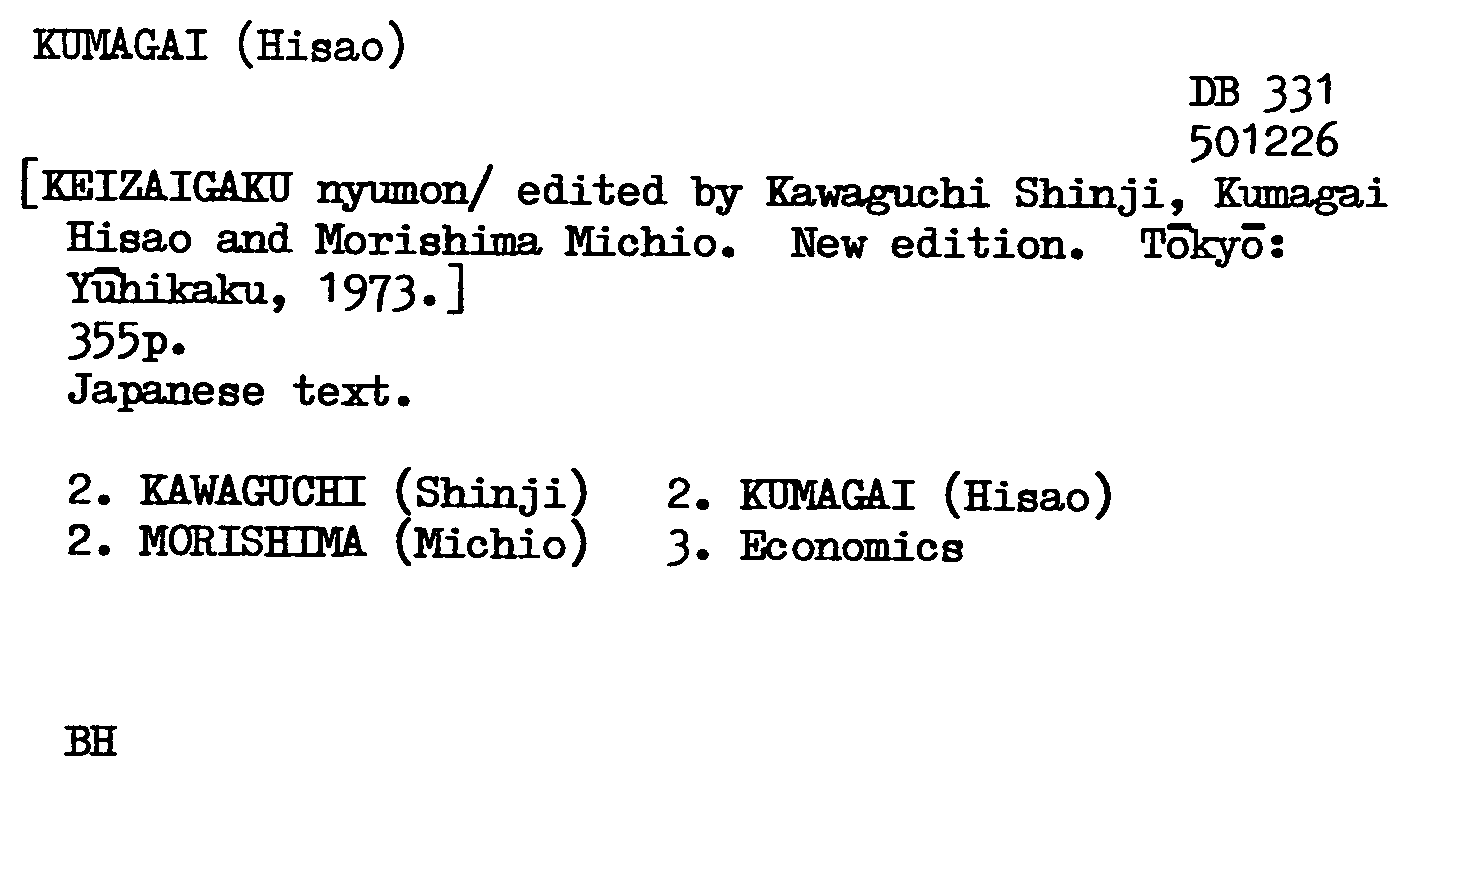 KUMAGAI (Hisao)
DB 331
501226
[KEIZAIGAKU nyumon/ edited by Kawaguchi Shinji, Kumagai
Hisao and Morishima Michio. New edition. Tōkyō:
Yūhikaku, 1973.]
355p.
Japanese text.
2. KAWAGUCHI (Shinji) 2. KUMAGAI (Hisao)
2. MORISHIMA (Michio) 3. Economics
BH